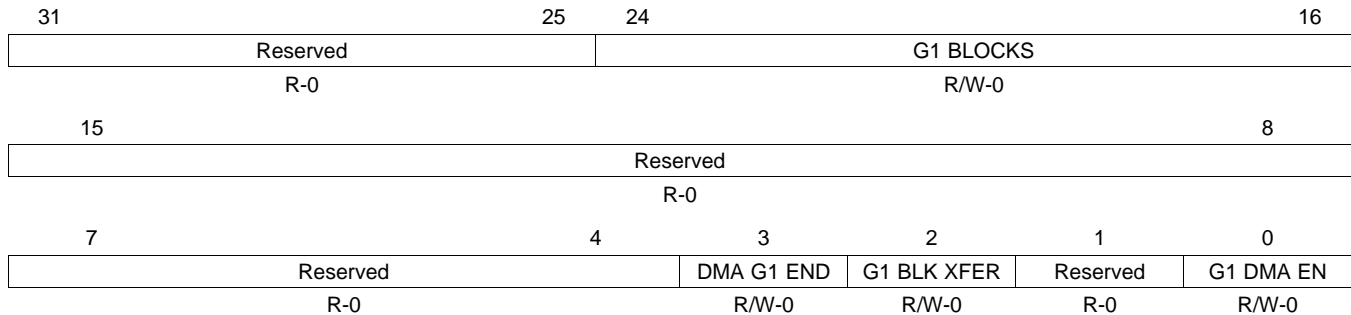 31 25 24 16
Reserved G1 BLOCKS
R-0 R/W-0
15 8
Reserved
R-0
7 4 3 2 1 0
Reserved DMA G1 END G1 BLK XFER Reserved G1 DMA EN
R-0 R/W-0 R/W-0 R-0 R/W-0